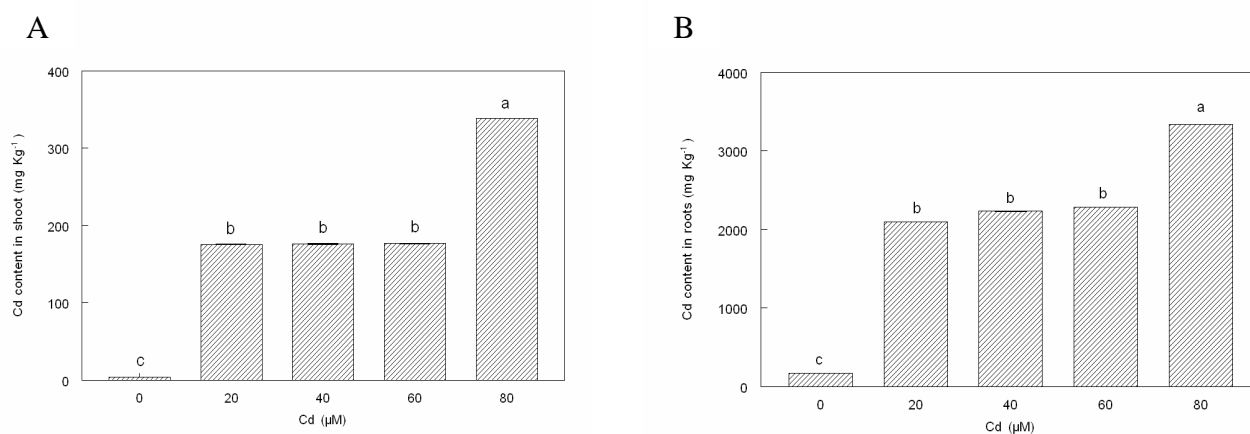 A
Cd content in shoot (mg Kg⁻¹)
400
300
200
100
0
c
b
b
b
a
0 20 40 60 80
Cd (µM)
B
Cd content in roots (mg Kg⁻¹)
4000
3000
2000
1000
0
c
b
b
b
a
0 20 40 60 80
Cd (µM)